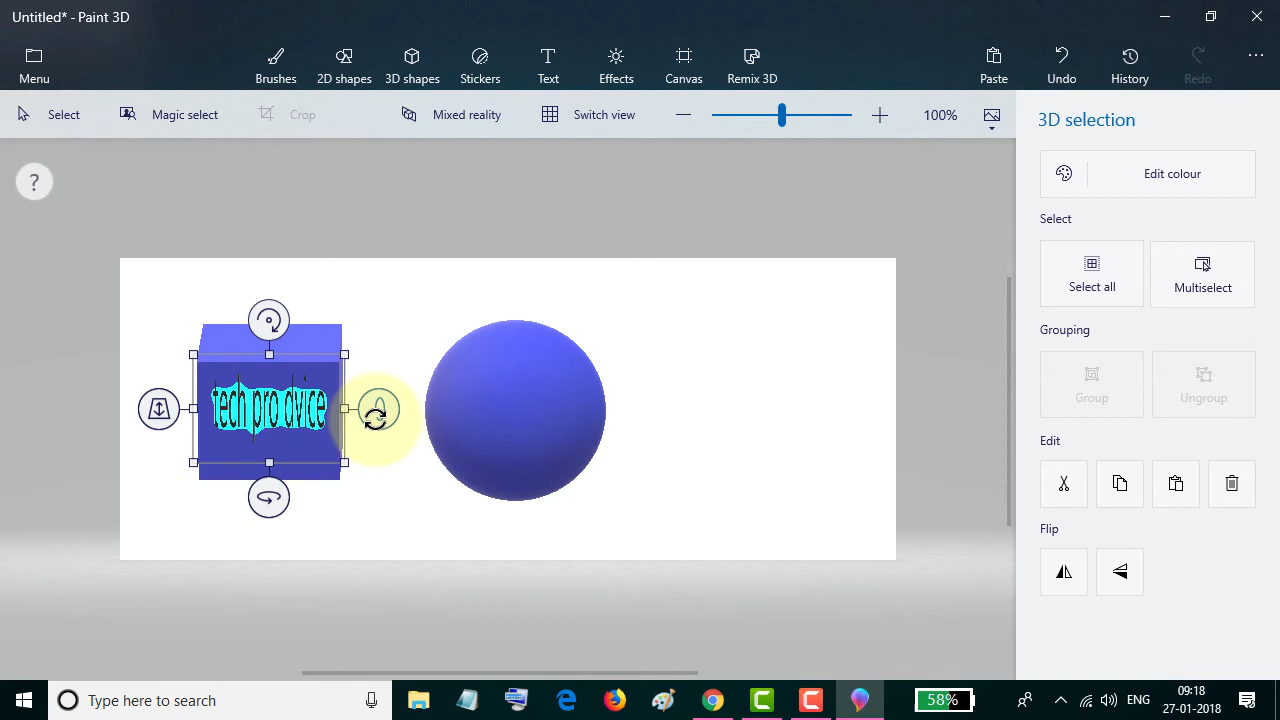 Untitled* - Paint 3D
Menu
Brushes
2D shapes
3D shapes
Stickers
Text
Effects
Canvas
Remix 3D
Paste
Undo
History
Redo
Select
Magic select
Crop
Mixed reality
Switch view
100%
3D selection
?
Edit colour
Select
Select all
Multiselect
Grouping
Group
Ungroup
tech pro dvice
Edit
Flip
Type here to search
58%
ENG
09:18
27-01-2018